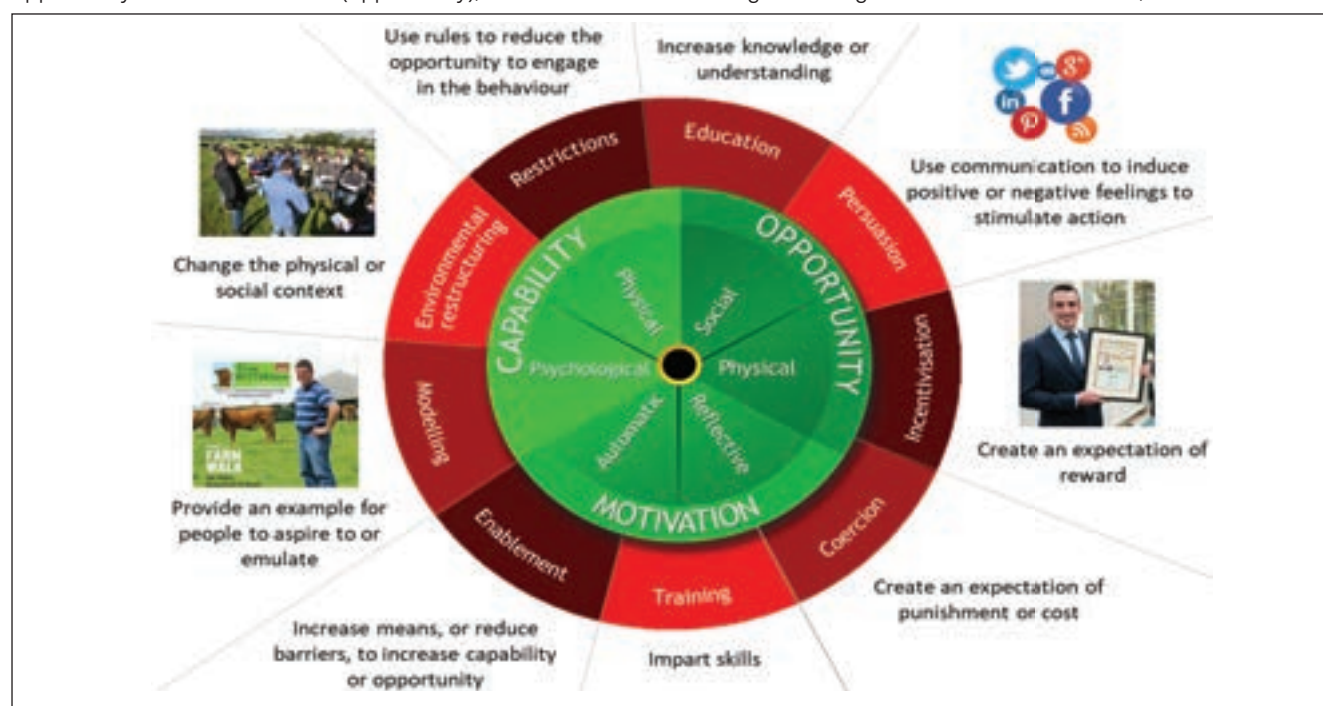 Use rules to reduce the
opportunity to engage
in the behaviour
Increase knowledge or
understanding
Use communication to induce
positive or negative feelings to
stimulate action
Create an expectation of
reward
Create an expectation of
punishment or cost
Impart skills
Increase means, or reduce
barriers, to increase capability
or opportunity
Provide an example for
people to aspire to or
emulate
Change the physical or
social context
Restrictions
Education
Persuasion
Incentivisation
Coercion
Training
Enablement
Modelling
Environmental
restructuring
CAPABILITY
OPPORTUNITY
MOTIVATION
Physical
Social
Psychological
Physical
Automatic
Reflective
FARM
WALK
in
f
g+